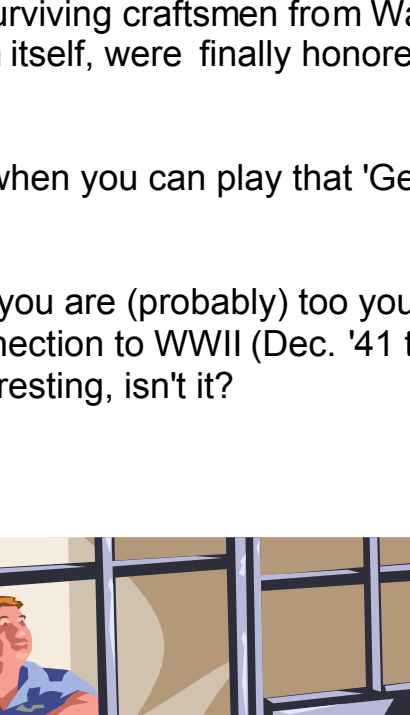 urviving craftsmen from Wa
itself, were finally honore
when you can play that 'Ge
you are (probably) too you
nection to WWII (Dec. '41 t
resting, isn't it?